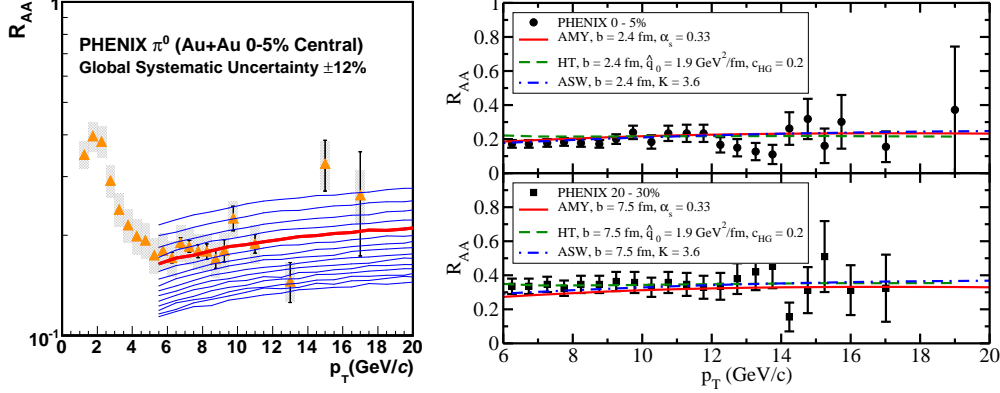 R_AA
1
PHENIX π⁰ (Au+Au 0-5% Central)
Global Systematic Uncertainty ±12%
10⁻¹
0 2 4 6 8 10 12 14 16 18 20
p_T(GeV/c)
1
0.8
0.6
0.4
0.2
0
R_AA
PHENIX 0 - 5%
AMY, b = 2.4 fm, α_s = 0.33
HT, b = 2.4 fm, q̂_0 = 1.9 GeV²/fm, c_HG = 0.2
ASW, b = 2.4 fm, K = 3.6
1
0.8
0.6
0.4
0.2
0
R_AA
PHENIX 20 - 30%
AMY, b = 7.5 fm, α_s = 0.33
HT, b = 7.5 fm, q̂_0 = 1.9 GeV²/fm, c_HG = 0.2
ASW, b = 7.5 fm, K = 3.6
6 8 10 12 14 16 18 20
p_T (GeV/c)